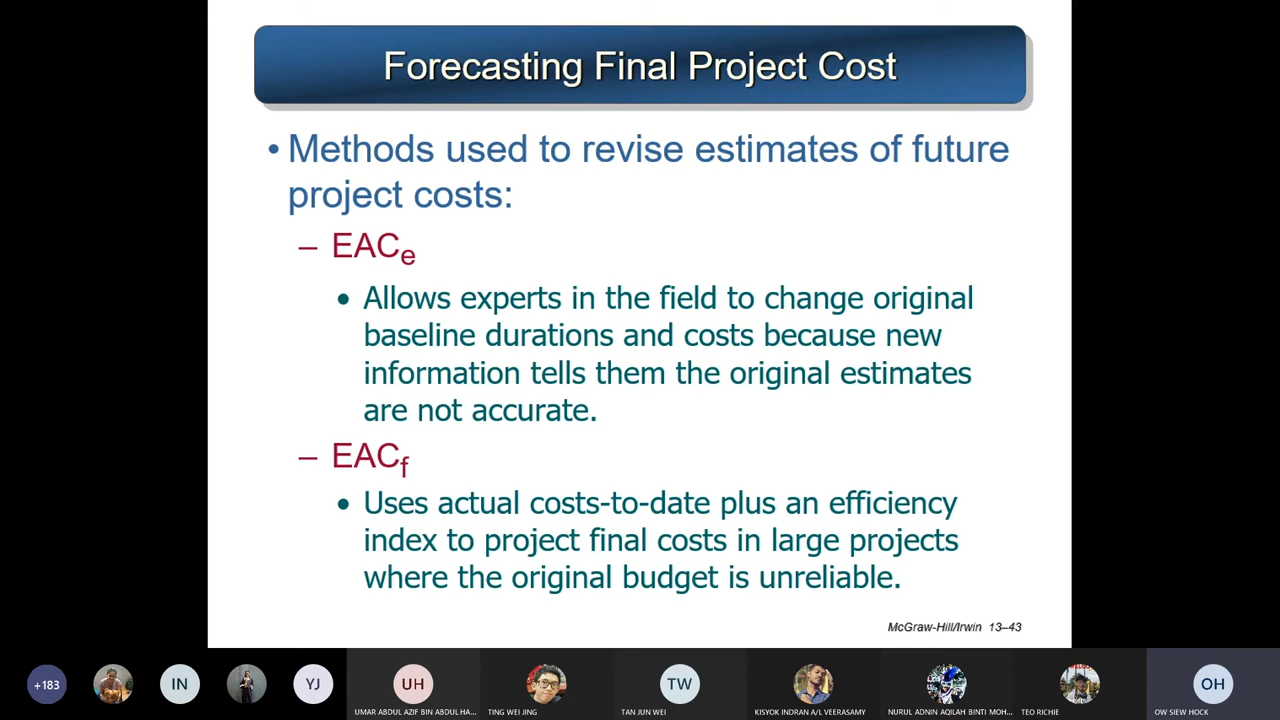 Forecasting Final Project Cost
• Methods used to revise estimates of future
project costs:
– EACe
• Allows experts in the field to change original
baseline durations and costs because new
information tells them the original estimates
are not accurate.
– EACf
• Uses actual costs-to-date plus an efficiency
index to project final costs in large projects
where the original budget is unreliable.
McGraw-Hill/Irwin 13–43
+183
IN
YJ
UH
TW
OH
UMAR ABDUL AZIF BIN ABDUL HA...
TING WEI JING
TAN JUN WEI
KISYOK INDRAN A/L VEERASAMY
NURUL ADNIN AQILAH BINTI MOH...
TEO RICHIE
OW SIEW HOCK